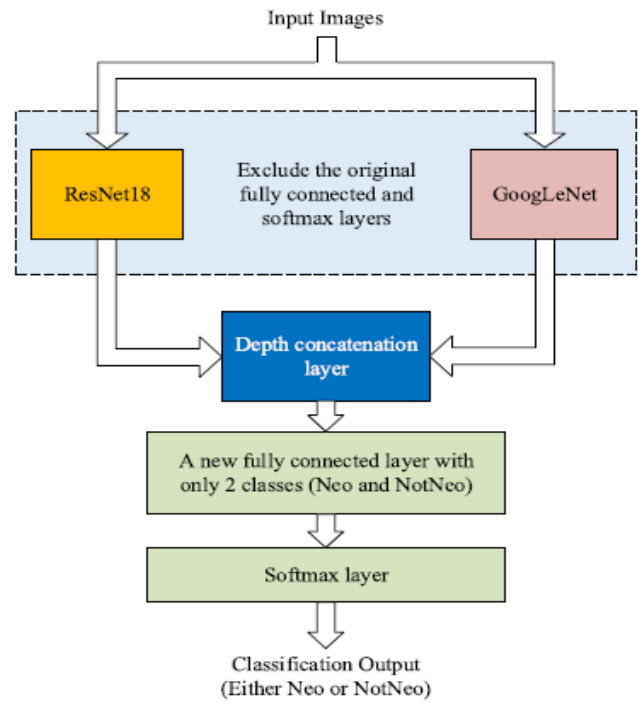 Input Images
ResNet18
Exclude the original
fully connected and
softmax layers
GoogLeNet
Depth concatenation
layer
A new fully connected layer with
only 2 classes (Neo and NotNeo)
Softmax layer
Classification Output
(Either Neo or NotNeo)